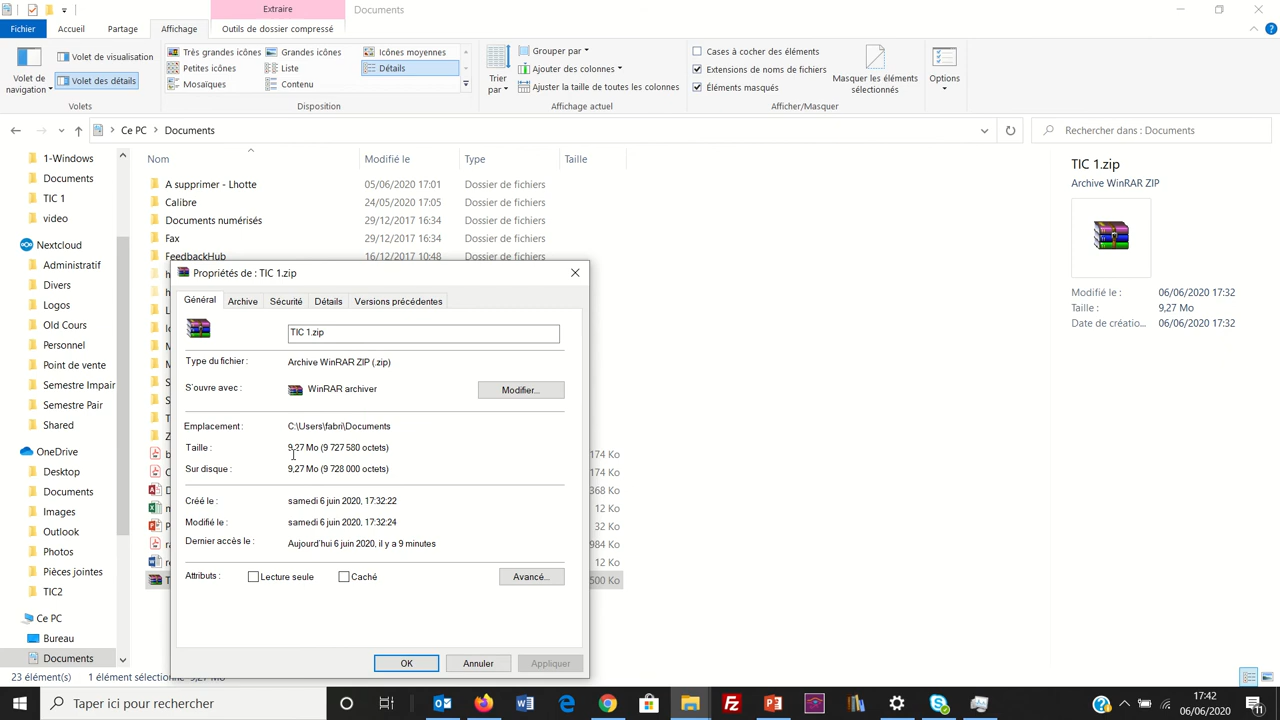 Extraire
Documents
Fichier
Accueil
Partage
Affichage
Outils de dossier compressé
Volet de navigation
Volet de visualisation
Volet des détails
Volets
Très grandes icônes
Grandes icônes
Icônes moyennes
Petites icônes
Liste
Détails
Mosaïques
Contenu
Disposition
Trier par
Grouper par
Ajouter des colonnes
Ajuster la taille de toutes les colonnes
Affichage actuel
Cases à cocher des éléments
Extensions de noms de fichiers
Éléments masqués
Masquer les éléments sélectionnés
Afficher/Masquer
Options
Ce PC > Documents
Rechercher dans : Documents
1-Windows
Documents
TIC 1
video
Nextcloud
Administratif
Divers
Logos
Old Cours
Personnel
Point de vente
Semestre Impair
Semestre Pair
Shared
OneDrive
Desktop
Documents
Images
Outlook
Photos
Pièces jointes
TIC2
Ce PC
Bureau
Documents
Nom Modifié le Type Taille
A supprimer - Lhotte 05/06/2020 17:01 Dossier de fichiers
Calibre 24/05/2020 17:05 Dossier de fichiers
Documents numérisés 29/12/2017 16:34 Dossier de fichiers
Fax 29/12/2017 16:34 Dossier de fichiers
FeedbackHub 16/12/2017 10:48 Dossier de fichiers
174 Ko
174 Ko
368 Ko
12 Ko
32 Ko
984 Ko
12 Ko
500 Ko
Propriétés de : TIC 1.zip
Général
Archive
Sécurité
Détails
Versions précédentes
TIC 1.zip
Type du fichier : Archive WinRAR ZIP (.zip)
S'ouvre avec : WinRAR archiver
Modifier...
Emplacement : C:\Users\fabri\Documents
Taille : 9,27 Mo (9 727 580 octets)
Sur disque : 9,27 Mo (9 728 000 octets)
Créé le : samedi 6 juin 2020, 17:32:22
Modifié le : samedi 6 juin 2020, 17:32:24
Dernier accès le : Aujourd'hui 6 juin 2020, il y a 9 minutes
Attributs : Lecture seule Caché
Avancé...
OK
Annuler
Appliquer
TIC 1.zip
Archive WinRAR ZIP
Modifié le : 06/06/2020 17:32
Taille : 9,27 Mo
Date de créatio... 06/06/2020 17:32
23 élément(s) 1 élément sélectionné 9,27 Mo
Taper ici pour rechercher
17:42
06/06/2020
11